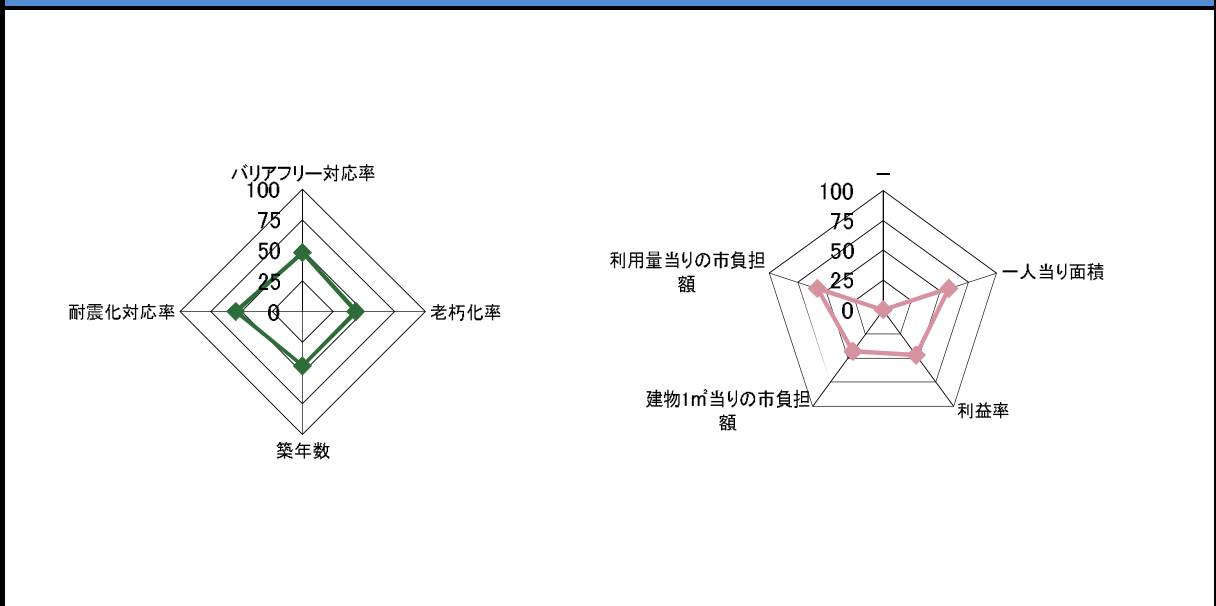 バリアフリー対応率
100
75
50
25
0
耐震化対応率
老朽化率
築年数
－
100
75
50
25
0
利用量当りの市負担
額
一人当り面積
建物1㎡当りの市負担
額
利益率